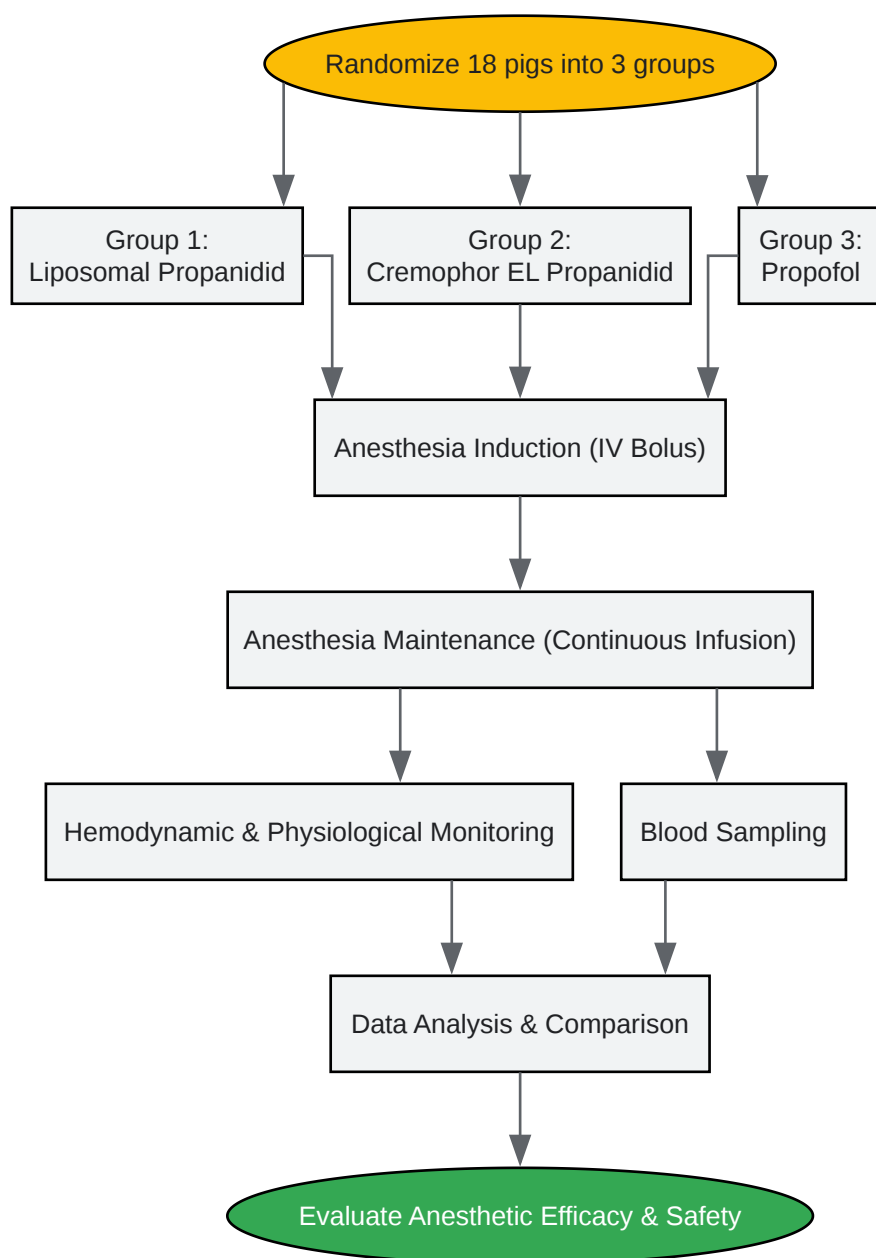 Randomize 18 pigs into 3 groups
Group 1:
Liposomal Propanidid
Group 2:
Cremophor EL Propanidid
Group 3:
Propofol
Anesthesia Induction (IV Bolus)
Anesthesia Maintenance (Continuous Infusion)
Hemodynamic & Physiological Monitoring
Blood Sampling
Data Analysis & Comparison
Evaluate Anesthetic Efficacy & Safety